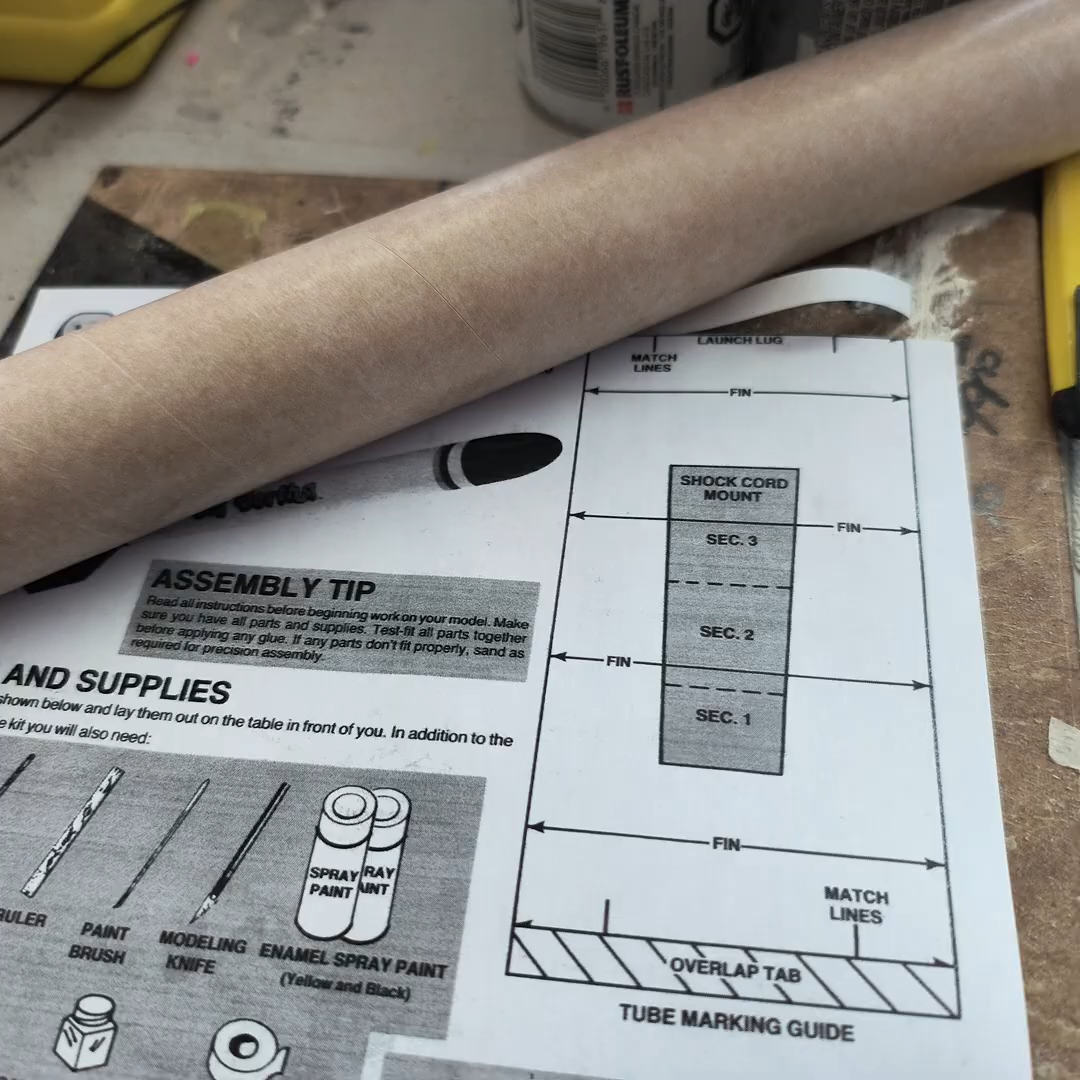 RUST-OLEUM
LAUNCH LUG
MATCH
LINES
FIN
SHOCK CORD
MOUNT
FIN
SEC. 3
SEC. 2
FIN
SEC. 1
FIN
MATCH
LINES
OVERLAP TAB
TUBE MARKING GUIDE
Bertha
ASSEMBLY TIP
Read all instructions before beginning work on your model. Make
sure you have all parts and supplies. Test-fit all parts together
before applying any glue. If any parts don't fit properly, sand as
required for precision assembly.
AND SUPPLIES
shown below and lay them out on the table in front of you. In addition to the
kit you will also need:
SPRAY
PAINT
RAY
AINT
RULER
PAINT
BRUSH
MODELING
KNIFE
ENAMEL SPRAY PAINT
(Yellow and Black)